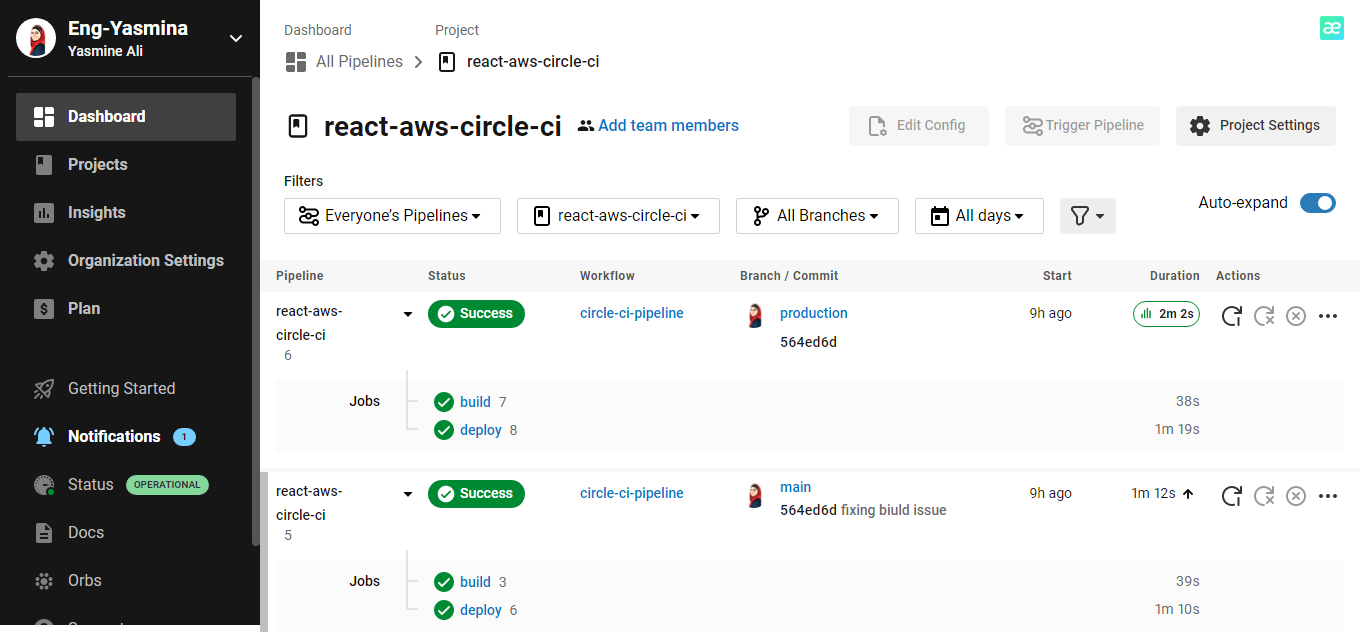 Eng-Yasmina
Yasmine Ali
Dashboard
Projects
Insights
Organization Settings
Plan
Getting Started
Notifications 1
Status OPERATIONAL
Docs
Orbs
Dashboard Project
All Pipelines react-aws-circle-ci
æ
react-aws-circle-ci Add team members Edit Config Trigger Pipeline Project Settings
Filters
Everyone's Pipelines react-aws-circle-ci All Branches All days Auto-expand
Pipeline Status Workflow Branch / Commit Start Duration Actions
react-aws-
circle-ci
6
Success circle-ci-pipeline production 9h ago 2m 2s
564ed6d
Jobs build 7 38s
deploy 8 1m 19s
react-aws-
circle-ci
5
Success circle-ci-pipeline main 9h ago 1m 12s
564ed6d fixing biuld issue
Jobs build 3 39s
deploy 6 1m 10s